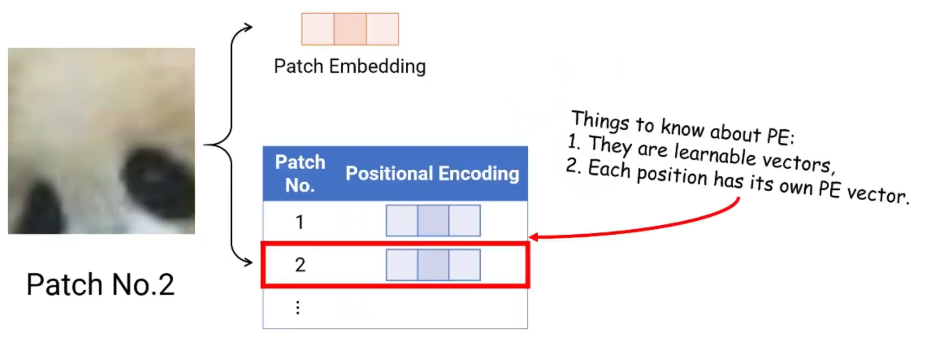 Patch Embedding
Things to know about PE:
1. They are learnable vectors,
2. Each position has its own PE vector.
Patch No. Positional Encoding
1
2
⋮
Patch No.2